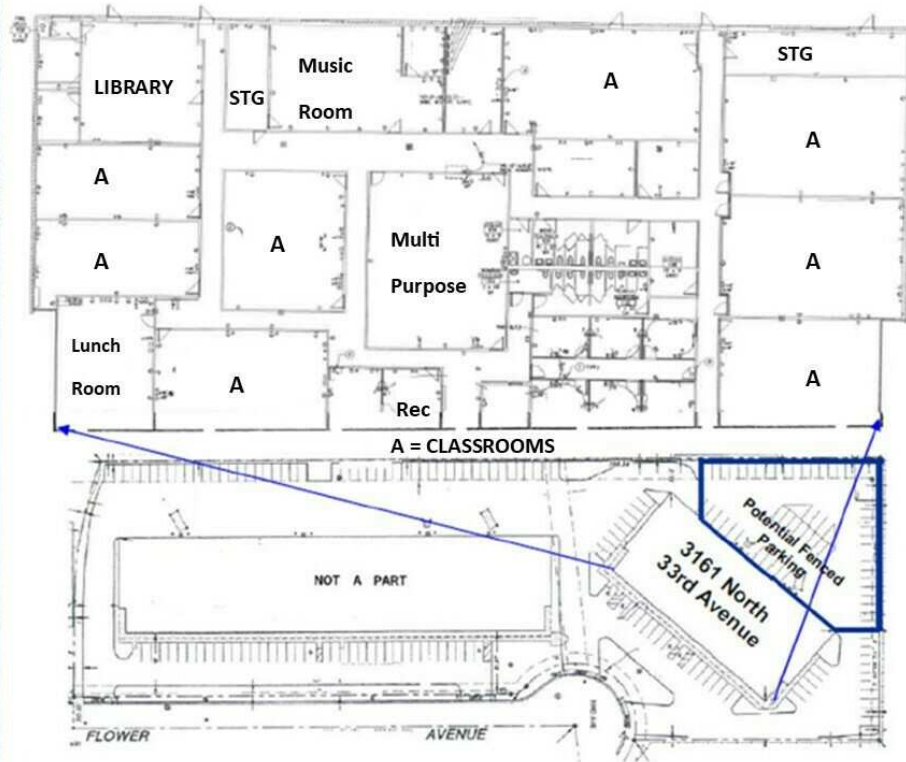 LIBRARY
STG
Music
Room
A
STG
A
A
A
A
Multi
Purpose
A
Lunch
Room
A
Rec
A
A = CLASSROOMS
NOT A PART
3161 North
33rd Avenue
Potential Fenced
Parking
FLOWER AVENUE